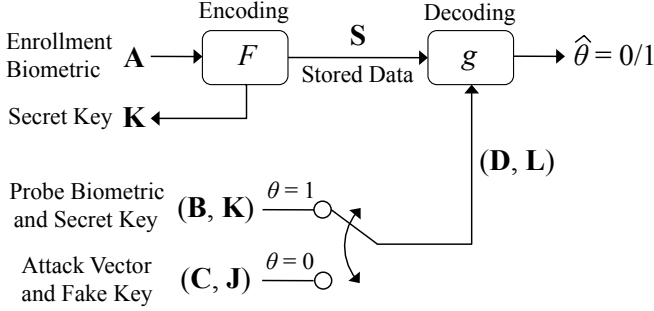 Encoding
Decoding
Enrollment
Biometric
A
F
S
Stored Data
g
θ̂ = 0/1
Secret Key K
(D, L)
Probe Biometric
and Secret Key
(B, K)
θ = 1
Attack Vector
and Fake Key
(C, J)
θ = 0